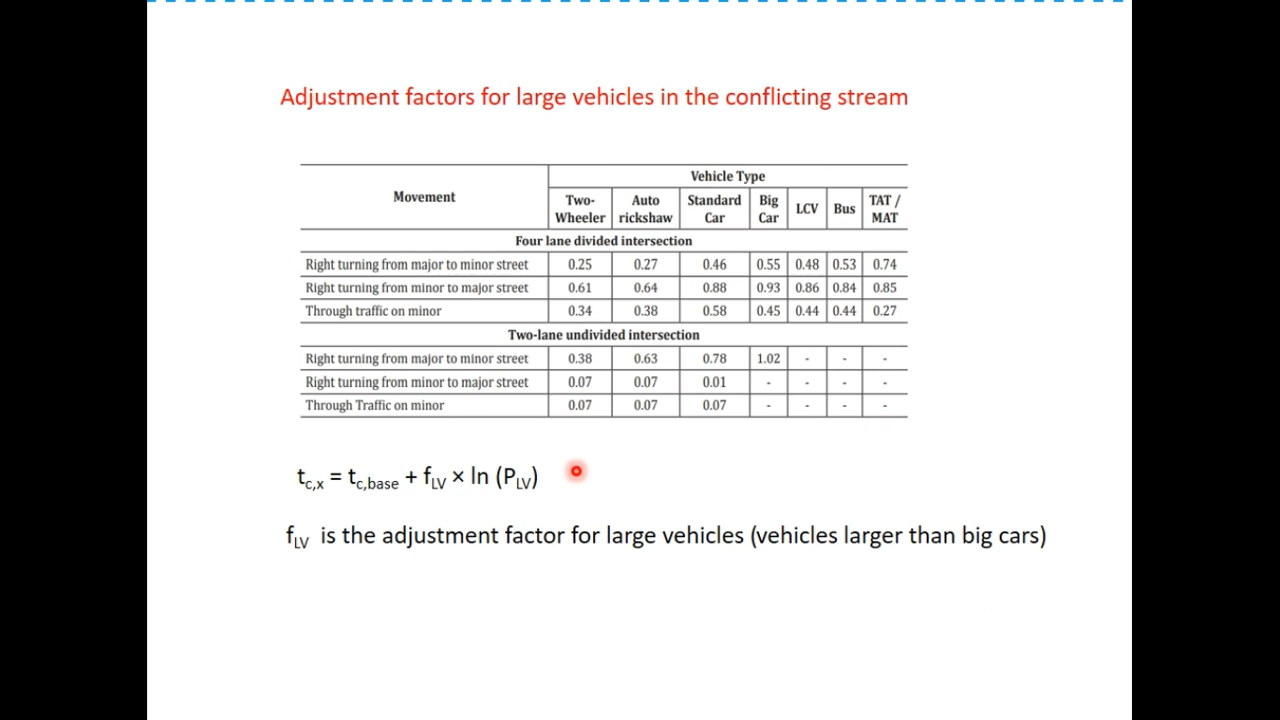 Adjustment factors for large vehicles in the conflicting stream
Movement
Vehicle Type
Two-Wheeler Auto rickshaw Standard Car Big Car LCV Bus TAT / MAT
Four lane divided intersection
Right turning from major to minor street 0.25 0.27 0.46 0.55 0.48 0.53 0.74
Right turning from minor to major street 0.61 0.64 0.88 0.93 0.86 0.84 0.85
Through traffic on minor 0.34 0.38 0.58 0.45 0.44 0.44 0.27
Two-lane undivided intersection
Right turning from major to minor street 0.38 0.63 0.78 1.02 - - -
Right turning from minor to major street 0.07 0.07 0.01 - - - -
Through Traffic on minor 0.07 0.07 0.07 - - - -
tc,x = tc,base + fLV × ln (PLV)
fLV is the adjustment factor for large vehicles (vehicles larger than big cars)